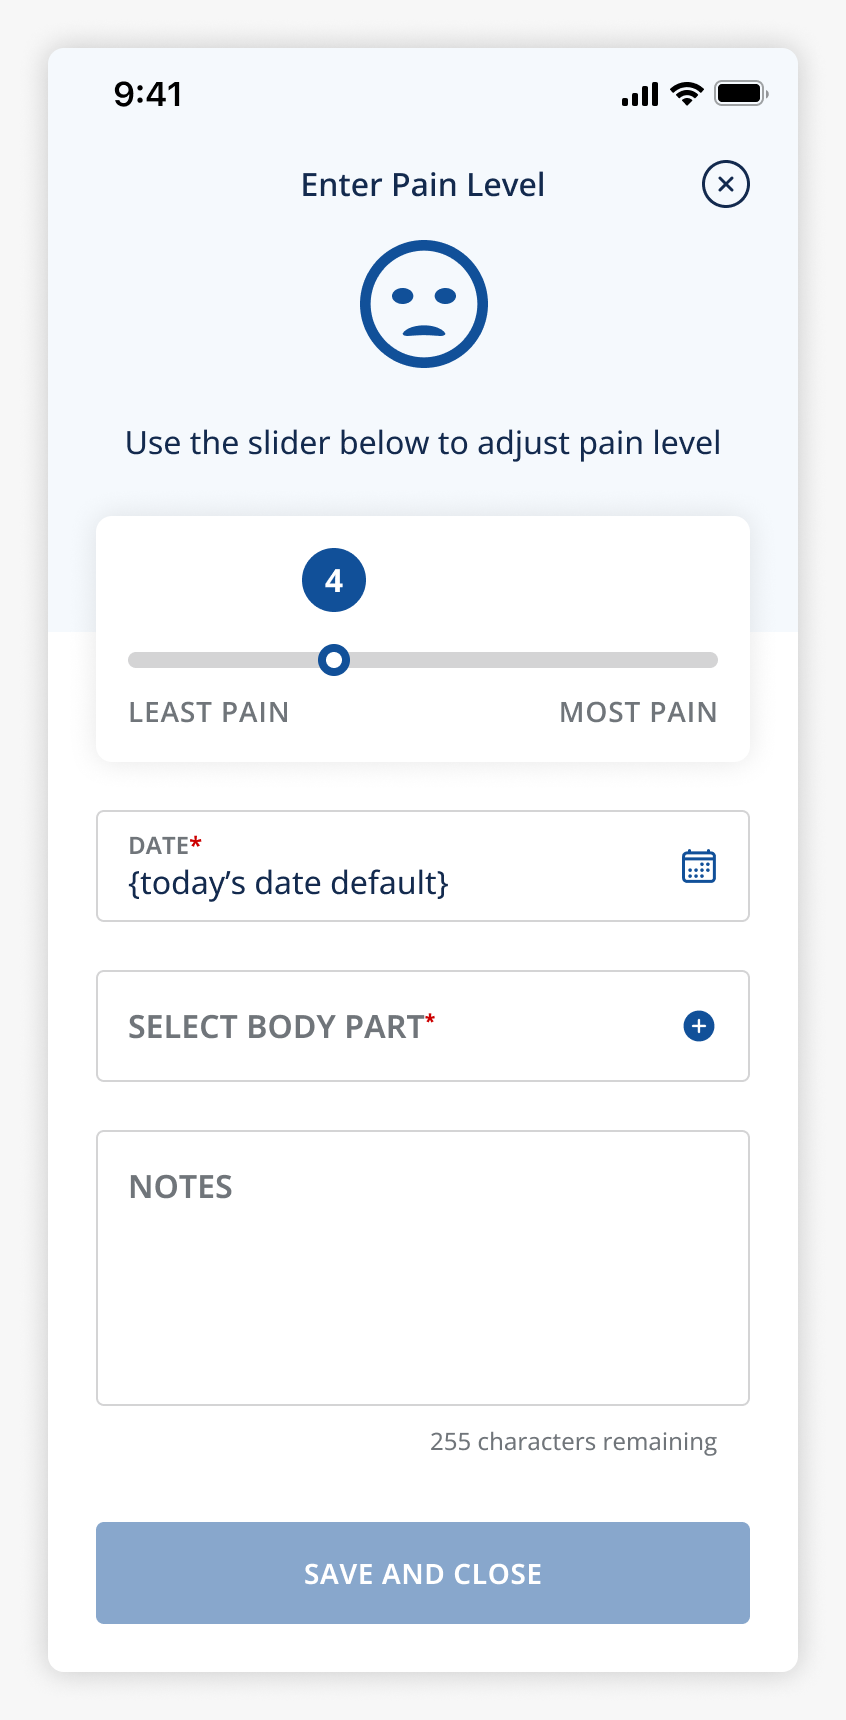 9:41
Enter Pain Level
Use the slider below to adjust pain level
4
LEAST PAIN MOST PAIN
DATE*
{today’s date default}
SELECT BODY PART*
NOTES
255 characters remaining
SAVE AND CLOSE